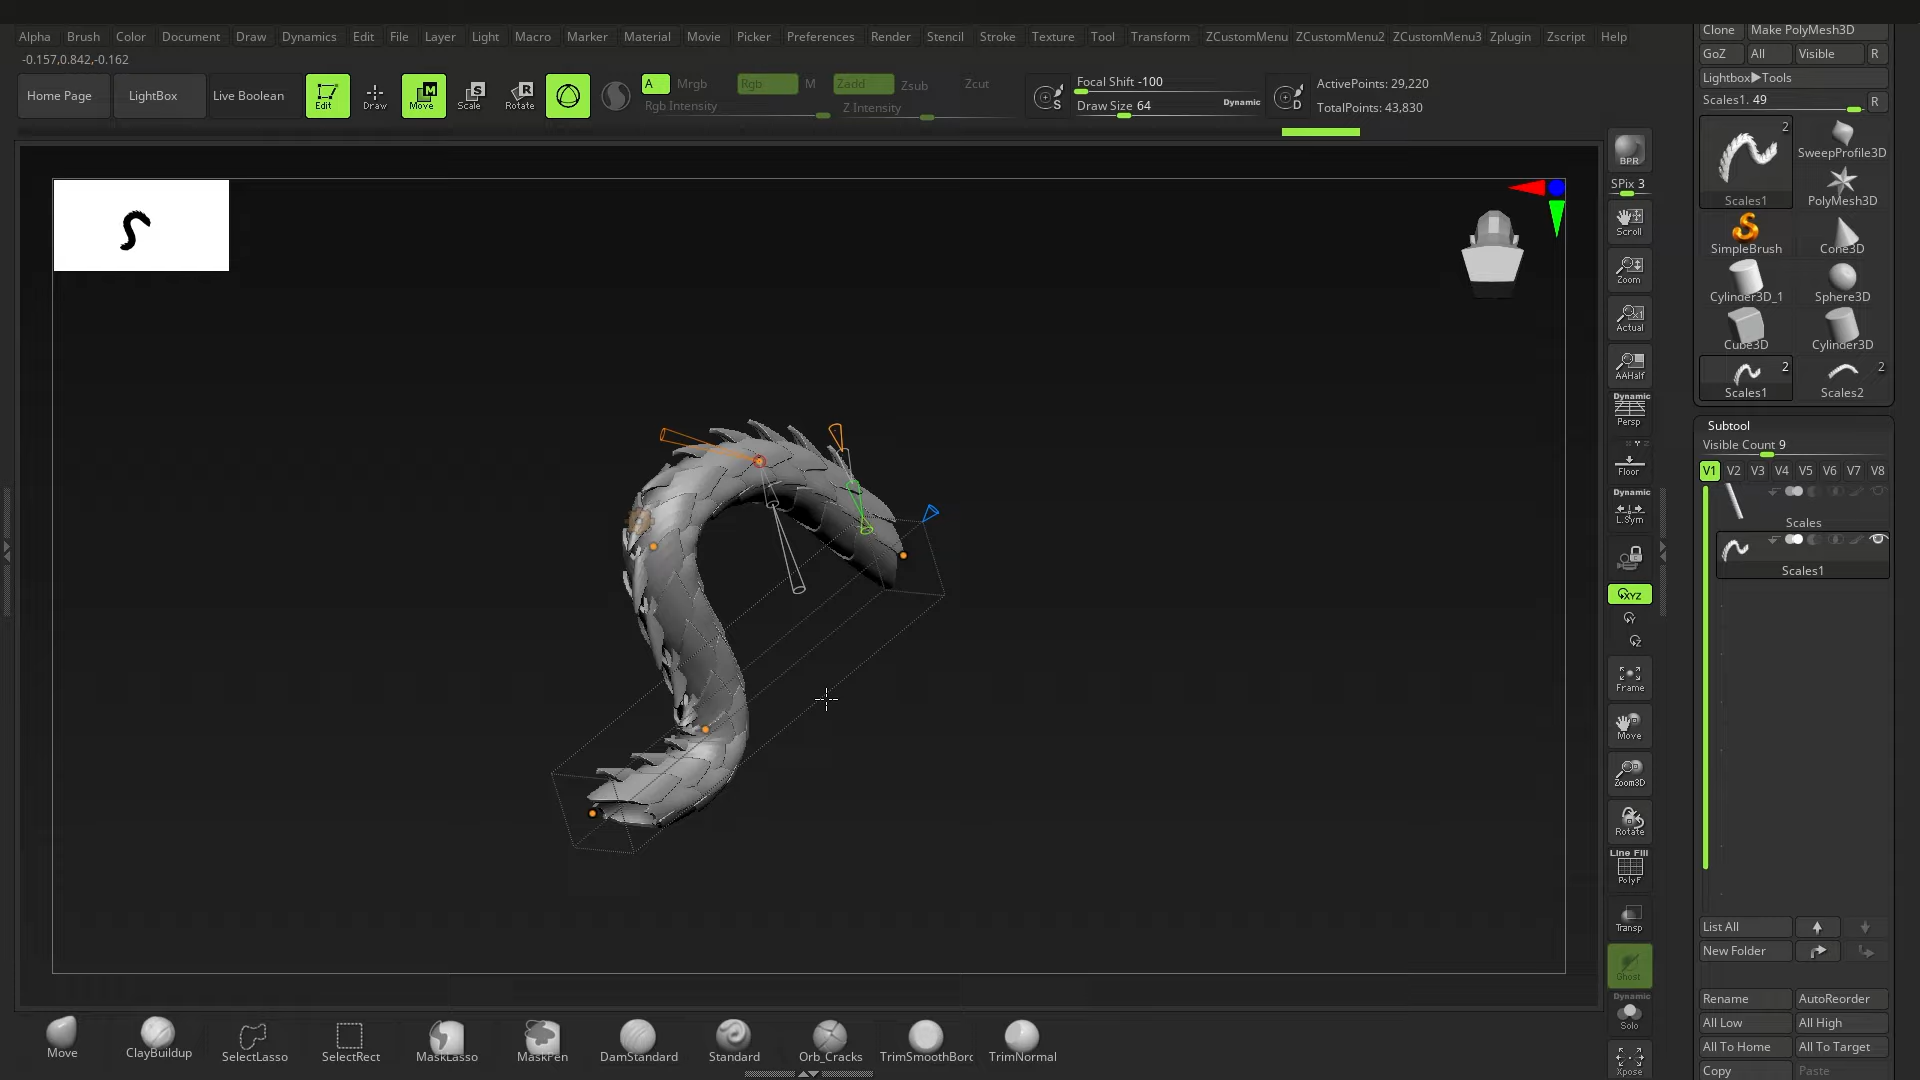 Alpha Brush Color Document Draw Dynamics Edit File Layer Light Macro Marker Material Movie Picker Preferences Render Stencil Stroke Texture Tool Transform ZCustomMenu ZCustomMenu2 ZCustomMenu3 Zplugin Zscript Help
-0.157,0.842,-0.162
Home Page
LightBox
Live Boolean
Edit
Draw
M
Move
S
Scale
R
Rotate
A
Mrgb
Rgb
M
Zadd
Zsub
Zcut
Rgb Intensity
Z Intensity
S
Focal Shift -100
Draw Size 64
Dynamic
D
ActivePoints: 29,220
TotalPoints: 43,830
BPR
SPix 3
Scroll
Zoom
Actual
AAHalf
Dynamic
Persp
Floor
Dynamic
L.Sym
XYZ
Y
Z
Frame
Move
Zoom3D
Rotate
Line Fill
PolyF
Transp
Ghost
Dynamic
Solo
Xpose
Clone
Make PolyMesh3D
GoZ
All
Visible
R
Lightbox▶Tools
Scales1. 49
R
2
Scales1
SweepProfile3D
PolyMesh3D
SimpleBrush
Cone3D
Cylinder3D_1
Sphere3D
Cube3D
Cylinder3D
2
Scales1
2
Scales2
Subtool
Visible Count 9
V1 V2 V3 V4 V5 V6 V7 V8
Scales
Scales1
List All
New Folder
Rename
AutoReorder
All Low
All High
All To Home
All To Target
Copy
Paste
Move
ClayBuildup
SelectLasso
SelectRect
MaskLasso
MaskPen
DamStandard
Standard
Orb_Cracks
TrimSmoothBorc
TrimNormal